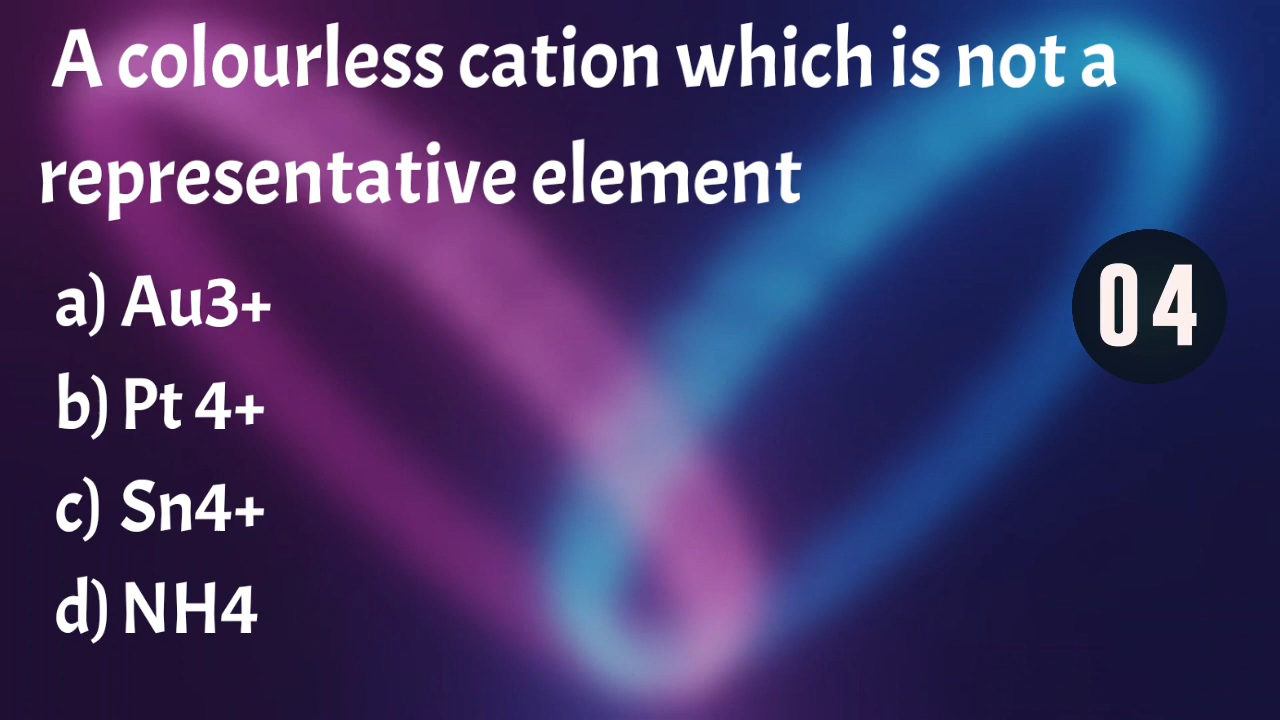 A colourless cation which is not a
representative element
a) Au3+
b) Pt 4+
c) Sn4+
d) NH4
04